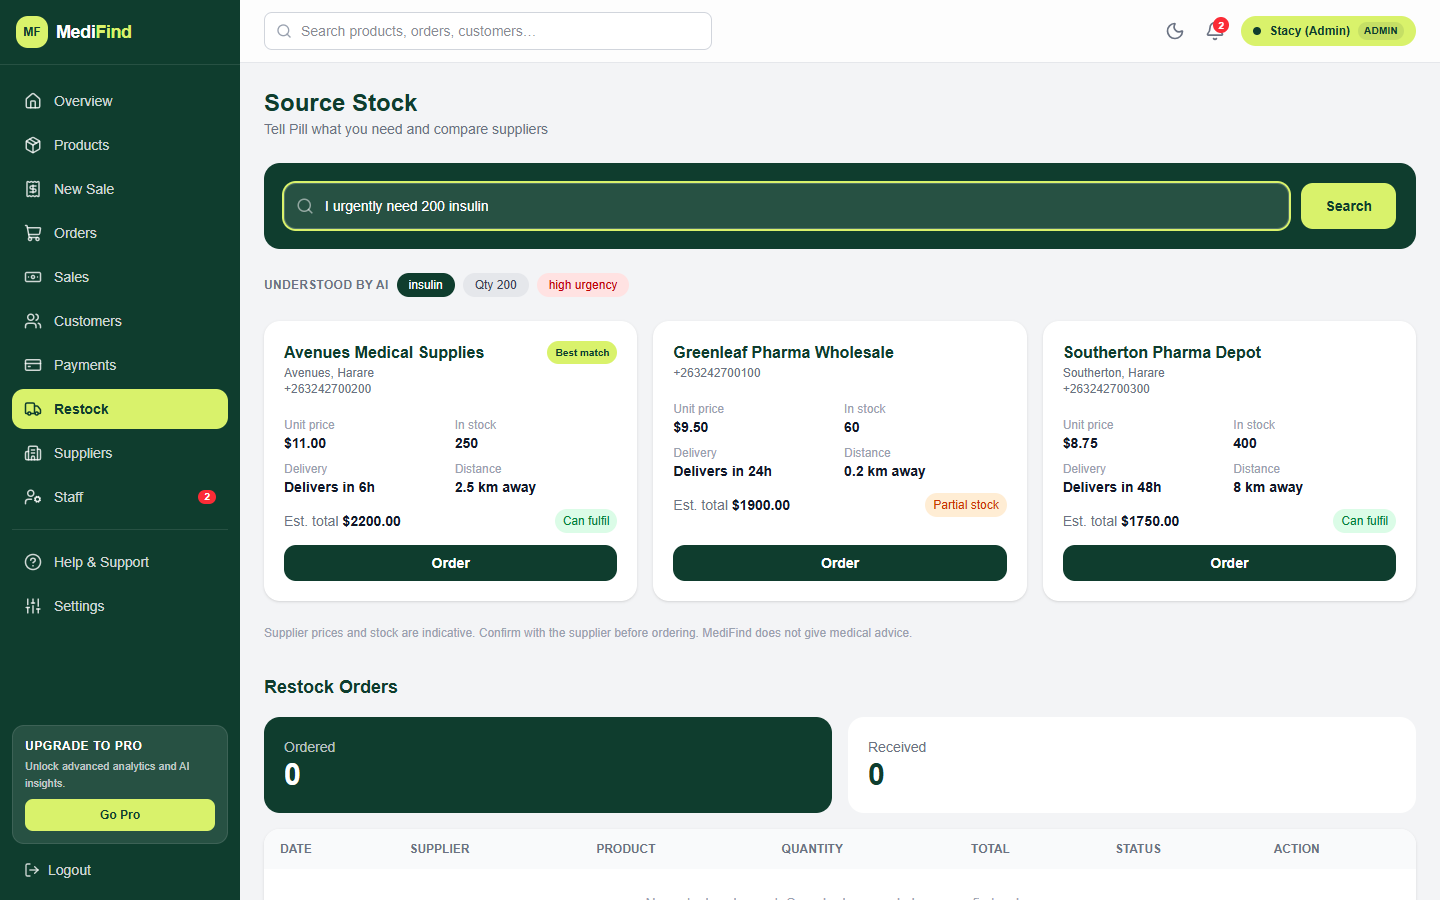 MF MediFind
Search products, orders, customers...
2
Stacy (Admin) ADMIN
Overview
Products
New Sale
Orders
Sales
Customers
Payments
Restock
Suppliers
Staff 2
Help & Support
Settings
UPGRADE TO PRO
Unlock advanced analytics and AI
insights.
Go Pro
Logout
Source Stock
Tell Pill what you need and compare suppliers
I urgently need 200 insulin
Search
UNDERSTOOD BY AI insulin Qty 200 high urgency
Avenues Medical Supplies Best match
Avenues, Harare
+263242700200
Unit price In stock
$11.00 250
Delivery Distance
Delivers in 6h 2.5 km away
Est. total $2200.00 Can fulfil
Order
Greenleaf Pharma Wholesale
+263242700100
Unit price In stock
$9.50 60
Delivery Distance
Delivers in 24h 0.2 km away
Est. total $1900.00 Partial stock
Order
Southerton Pharma Depot
Southerton, Harare
+263242700300
Unit price In stock
$8.75 400
Delivery Distance
Delivers in 48h 8 km away
Est. total $1750.00 Can fulfil
Order
Supplier prices and stock are indicative. Confirm with the supplier before ordering. MediFind does not give medical advice.
Restock Orders
Ordered
0
Received
0
DATE SUPPLIER PRODUCT QUANTITY TOTAL STATUS ACTION